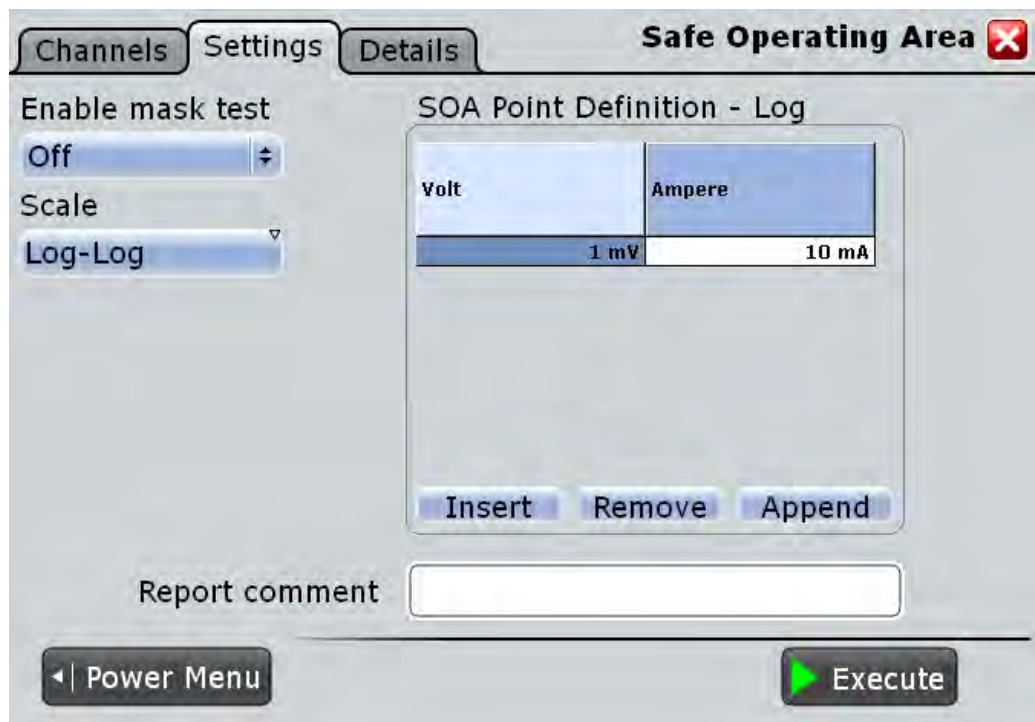 Channels Settings Details Safe Operating Area
Enable mask test
Off
Scale
Log-Log
SOA Point Definition - Log
Volt Ampere
1 mV 10 mA
Insert Remove Append
Report comment
Power Menu Execute